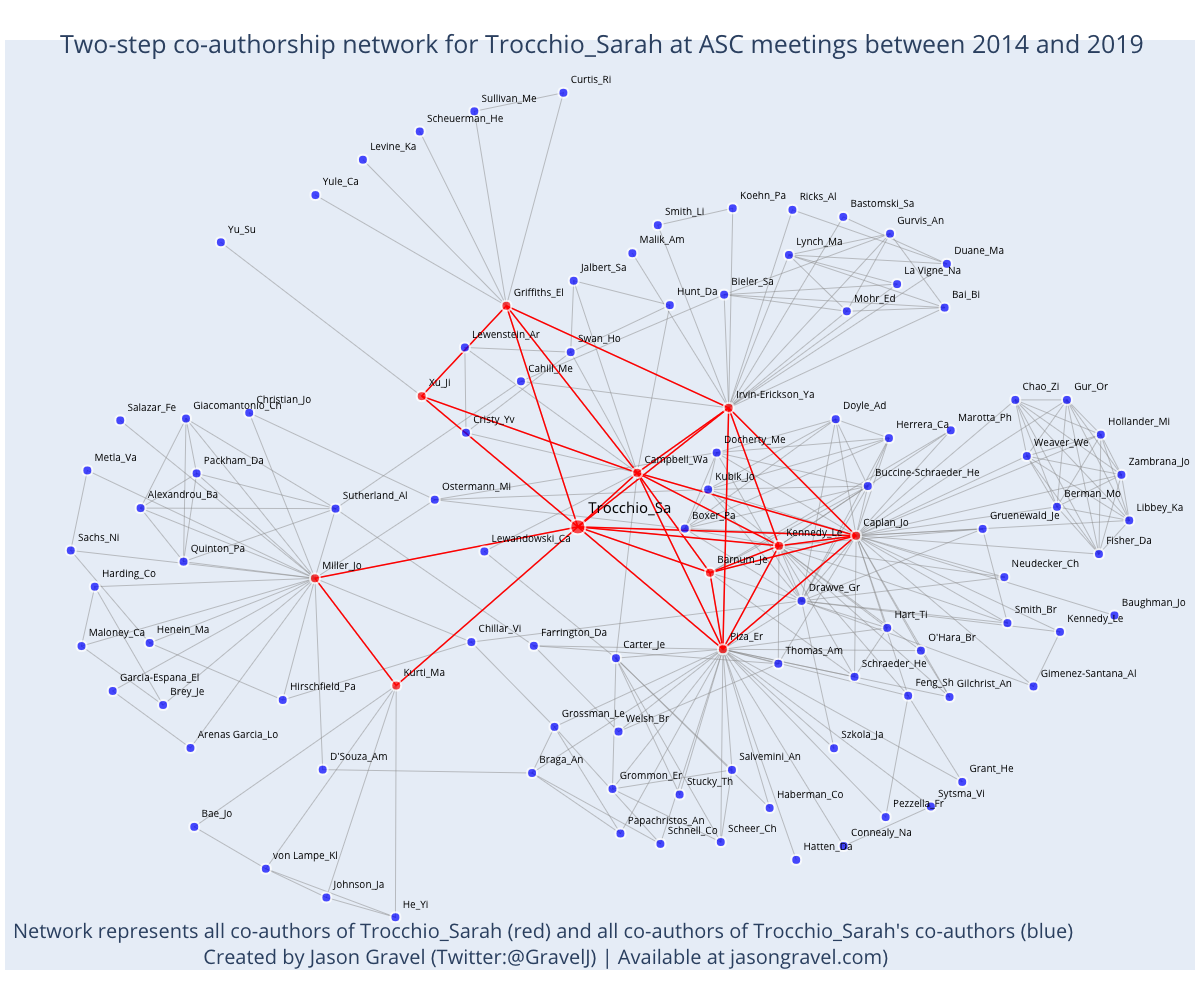 Two-step co-authorship network for Trocchio_Sarah at ASC meetings between 2014 and 2019
Curtis_Ri
Sullivan_Me
Scheuerman_He
Levine_Ka
Yule_Ca
Koehn_Pa
Ricks_Al
Smith_Li
Bastomski_Sa
Gurvis_An
Yu_Su
Malik_Am
Lynch_Ma
Duane_Ma
Jalbert_Sa
La Vigne_Na
Bieler_Sa
Griffiths_El
Hunt_Da
Mohr_Ed
Bai_Bi
Lewenstein_Ar
Swan_Ho
Cahill_Me
Xu_Ji
Irvin-Erickson_Ya
Chao_Zi
Gur_Or
Christian_Jo
Salazar_Fe
Giacomantonio_Ch
Doyle_Ad
Marotta_Ph
Cristy_Yv
Herrera_Ca
Hollander_Mi
Docherty_Me
Weaver_We
Metla_Va
Packham_Da
Campbell_Wa
Zambrana_Jo
Kubik_Jo
Buccine-Schraeder_He
Alexandrou_Ba
Sutherland_Al
Ostermann_Mi
Berman_Mo
Trocchio_Sa
Libbey_Ka
Boxer_Pa
Gruenewald_Je
Caplan_Jo
Sachs_Ni
Lewandowski_Ca
Kennedy_Le
Fisher_Da
Quinton_Pa
Barnum_Je
Neudecker_Ch
Miller_Jo
Harding_Co
Drawve_Gr
Baughman_Jo
Smith_Br
Hart_Ti
Kennedy_Le
Maloney_Ca
Henein_Ma
Chillar_Vi
Farrington_Da
Piza_Er
O'Hara_Br
Carter_Je
Thomas_Am
Schraeder_He
Kurti_Ma
Gimenez-Santana_Al
Garcia-Espana_El
Brey_Je
Hirschfield_Pa
Feng_Sh
Gilchrist_An
Grossman_Le
Welsh_Br
Arenas Garcia_Lo
Szkola_Ja
D'Souza_Am
Braga_An
Salvemini_An
Grommon_Er
Stucky_Th
Grant_He
Haberman_Co
Sytsma_Vi
Pezzella_Fr
Bae_Jo
Papachristos_An
Schnell_Co
Scheer_Ch
Connealy_Na
Hatten_Da
von Lampe_Kl
Johnson_Ja
He_Yi
Network represents all co-authors of Trocchio_Sarah (red) and all co-authors of Trocchio_Sarah's co-authors (blue)
Created by Jason Gravel (Twitter:@GravelJ) | Available at jasongravel.com)